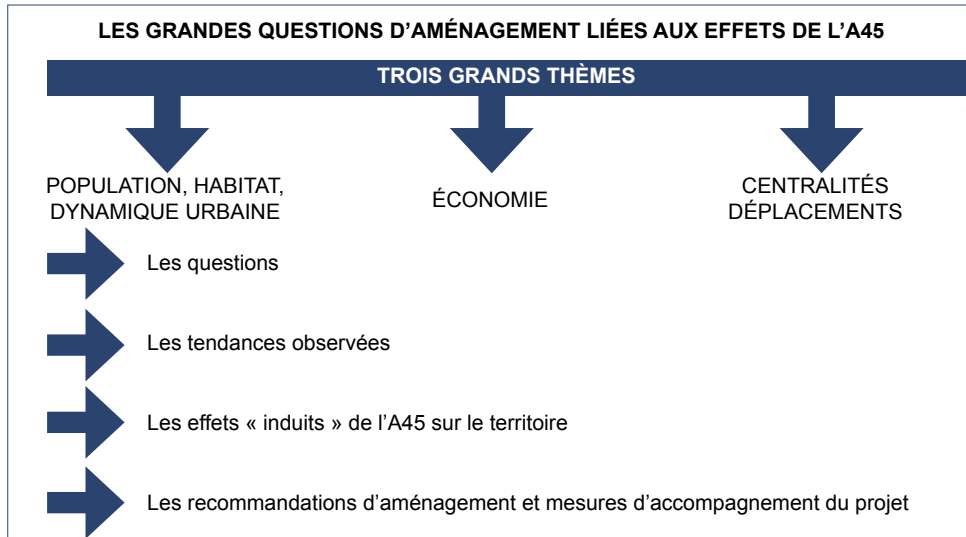 LES GRANDES QUESTIONS D’AMÉNAGEMENT LIÉES AUX EFFETS DE L’A45
TROIS GRANDS THÈMES
POPULATION, HABITAT,
DYNAMIQUE URBAINE
ÉCONOMIE
CENTRALITÉS
DÉPLACEMENTS
Les questions
Les tendances observées
Les effets « induits » de l’A45 sur le territoire
Les recommandations d’aménagement et mesures d’accompagnement du projet